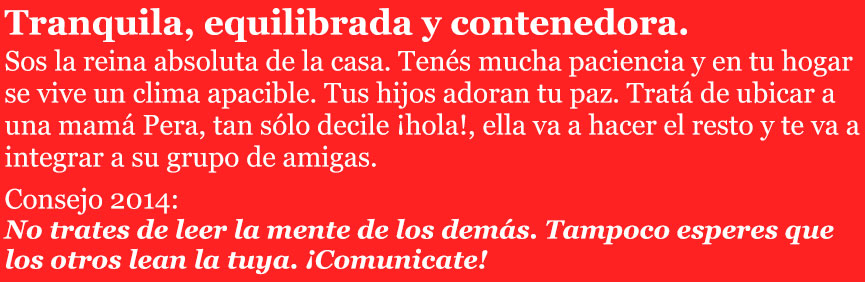 Tranquila, equilibrada y contenedora.
Sos la reina absoluta de la casa. Tenés mucha paciencia y en tu hogar
se vive un clima apacible. Tus hijos adoran tu paz. Tratá de ubicar a
una mamá Pera, tan sólo decile ¡hola!, ella va a hacer el resto y te va a
integrar a su grupo de amigas.
Consejo 2014:
No trates de leer la mente de los demás. Tampoco esperes que
los otros lean la tuya. ¡Comunicate!